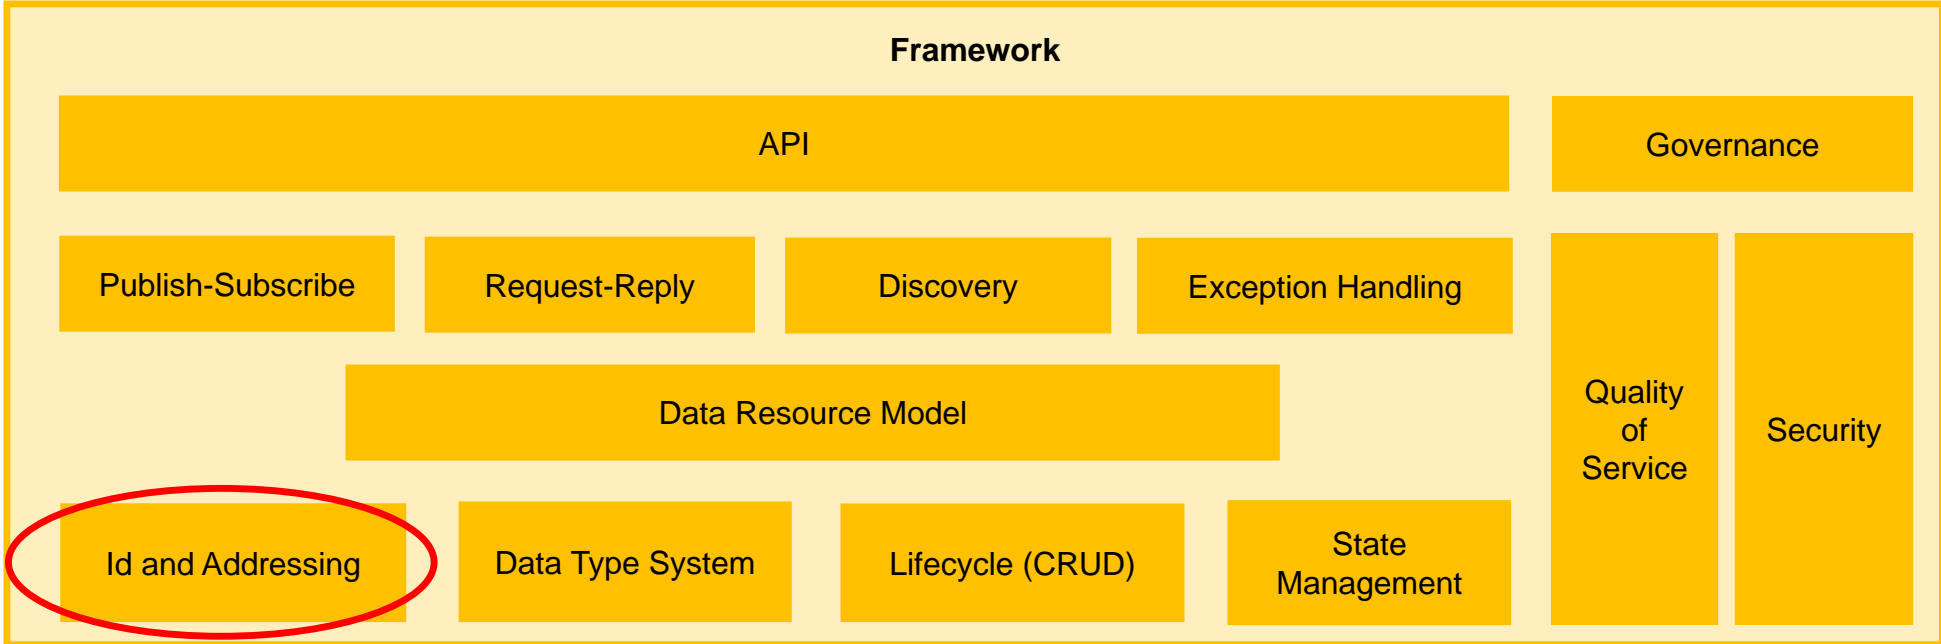 Framework
API
Governance
Publish-Subscribe
Request-Reply
Discovery
Exception Handling
Data Resource Model
Quality
of
Service
Security
Id and Addressing
Data Type System
Lifecycle (CRUD)
State
Management